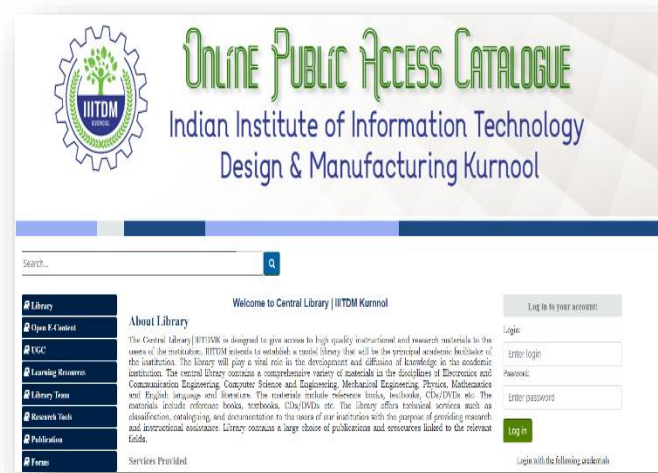 IIITDM
KURNOOL
ONLINE PUBLIC ACCESS CATALOGUE
Indian Institute of Information Technology
Design & Manufacturing Kurnool
Search...
Library
Open E-Content
UGC
Learning Resources
Library Team
Research Tools
Publication
Forms
Welcome to Central Library | IIITDM Kurnnol
About Library
The Central Library|IIITDMK is designed to give access to high quality instructional and research materials to the
users of the institution. IIITDM intends to establish a model library that will be the principal academic facilitator of
the institution. The library will play a vital role in the development and diffusion of knowledge in the academic
institution. The central library contains a comprehensive variety of materials in the disciplines of Electronics and
Communication Engineering, Computer Science and Engineering, Mechanical Engineering, Physics, Mathematics
and English language and literature. The materials include reference books, textbooks, CDs/DVDs etc. The
materials include reference books, textbooks, CDs/DVDs etc. The library offers technical services such as
classification, cataloguing, and documentation to the users of our institution with the purpose of providing research
and instructional assistance. Library contains a large choice of publications and eresources linked to the relevant
fields.
Services Provided
Log in to your account:
Login:
Enter login
Password:
Enter password
Log in
Login with the following credentials